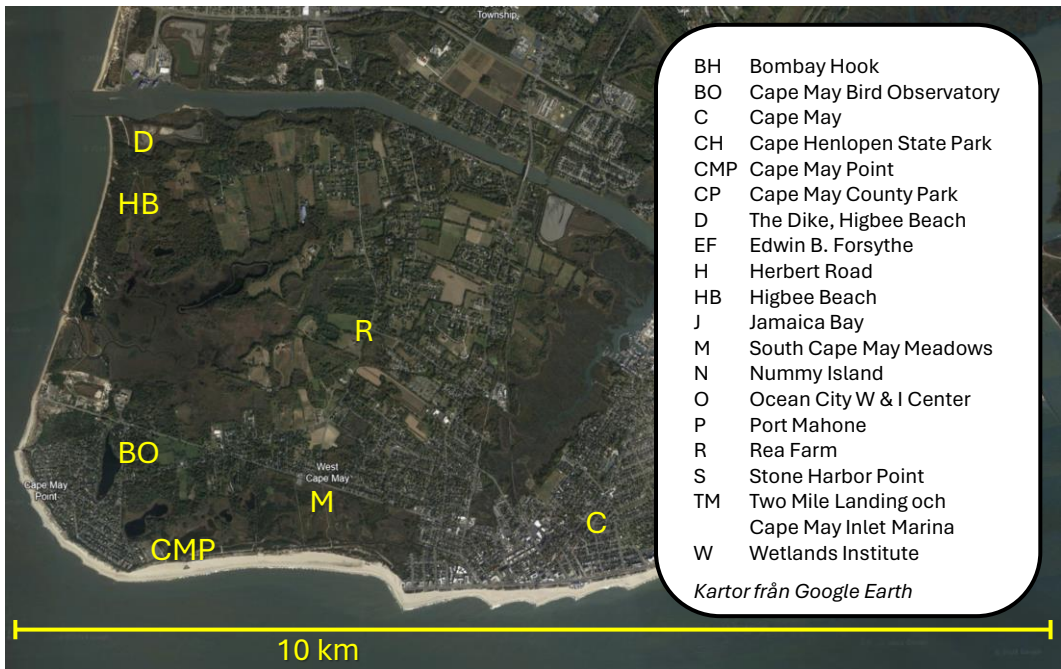 Township
D
HB
R
BO
West
Cape May
Cape May
Point
M
C
CMP
10 km
BH Bombay Hook
BO Cape May Bird Observatory
C Cape May
CH Cape Henlopen State Park
CMP Cape May Point
CP Cape May County Park
D The Dike, Higbee Beach
EF Edwin B. Forsythe
H Herbert Road
HB Higbee Beach
J Jamaica Bay
M South Cape May Meadows
N Nummy Island
O Ocean City W & I Center
P Port Mahone
R Rea Farm
S Stone Harbor Point
TM Two Mile Landing och
Cape May Inlet Marina
W Wetlands Institute
Kartor från Google Earth